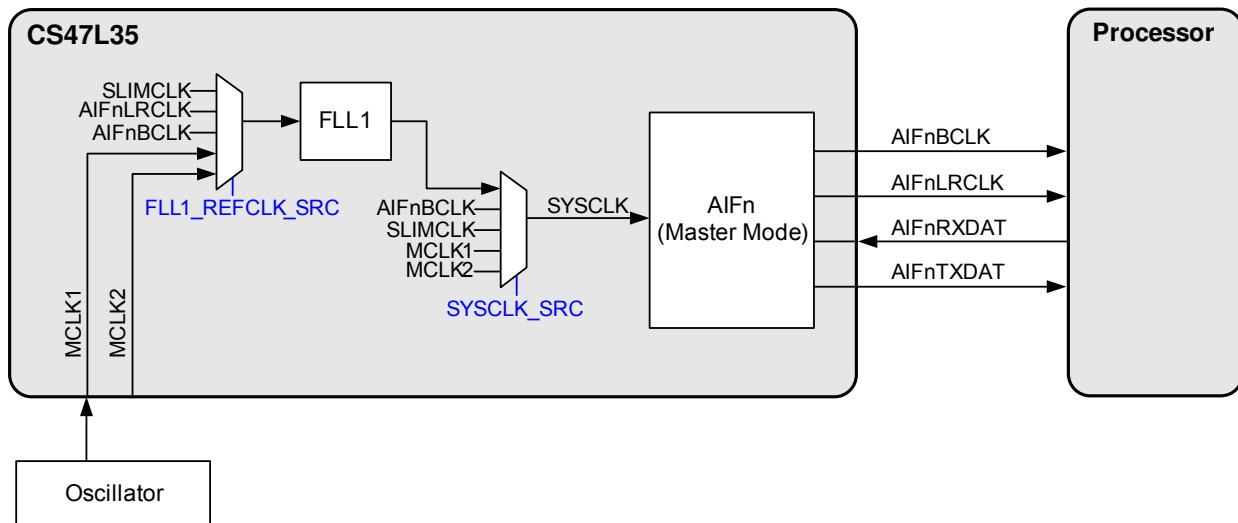 CS47L35
Processor
SLIMCLK
AIFnLRCLK
AIFnBCLK
FLL1
FLL1_REFCLK_SRC
MCLK1
MCLK2
AIFnBCLK
SLIMCLK
MCLK1
MCLK2
SYSCLK_SRC
SYSCLK
AIFn
(Master Mode)
AIFnBCLK
AIFnLRCLK
AIFnRXDAT
AIFnTXDAT
Oscillator